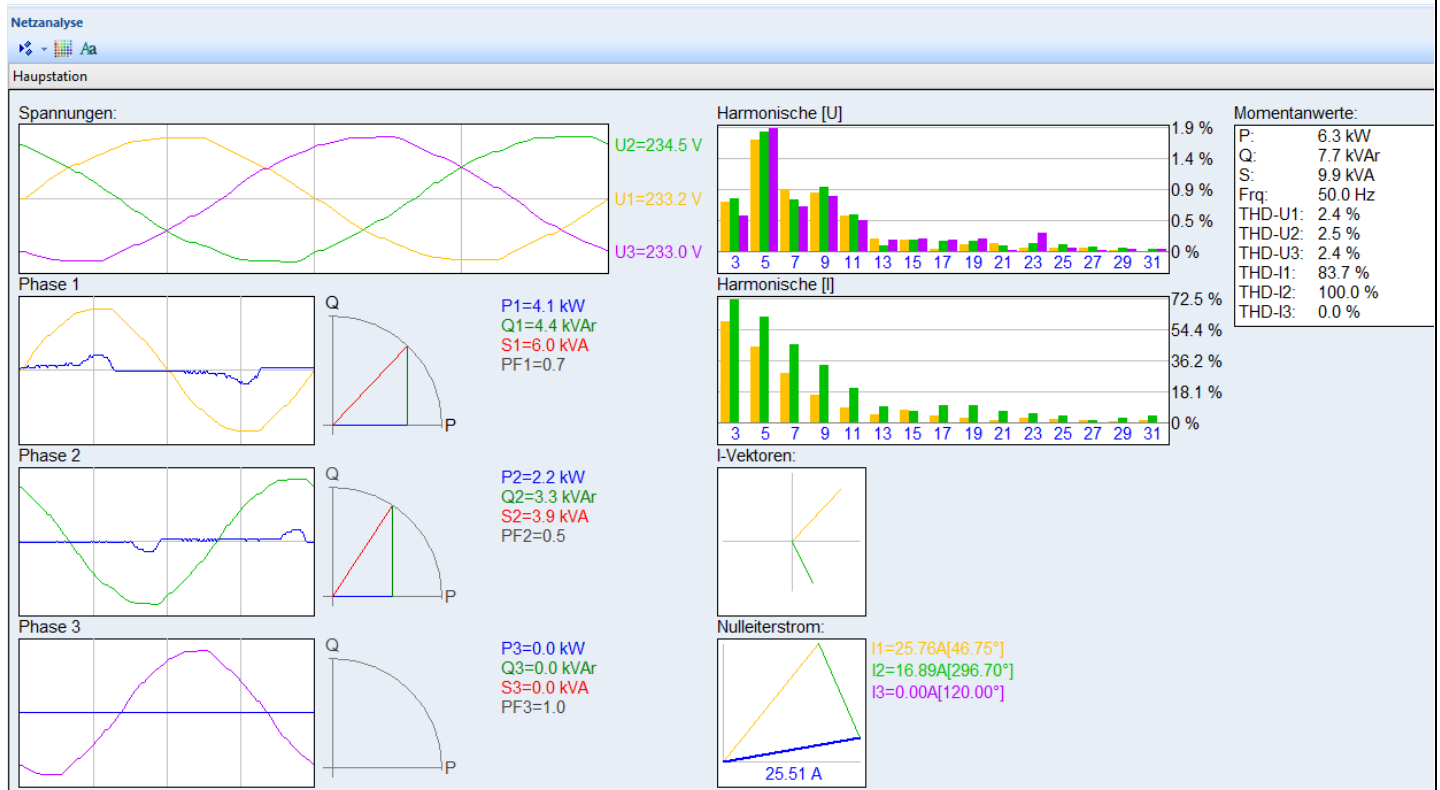 Netzanalyse
Aa
Haupstation
Spannungen:
U2=234.5 V
U1=233.2 V
U3=233.0 V
Harmonische [U]
1.9 %
1.4 %
0.9 %
0.5 %
0 %
3 5 7 9 11 13 15 17 19 21 23 25 27 29 31
Momentanwerte:
P: 6.3 kW
Q: 7.7 kVAr
S: 9.9 kVA
Frq: 50.0 Hz
THD-U1: 2.4 %
THD-U2: 2.5 %
THD-U3: 2.4 %
THD-I1: 83.7 %
THD-I2: 100.0 %
THD-I3: 0.0 %
Phase 1
Q
P
P1=4.1 kW
Q1=4.4 kVAr
S1=6.0 kVA
PF1=0.7
Harmonische [I]
72.5 %
54.4 %
36.2 %
18.1 %
0 %
3 5 7 9 11 13 15 17 19 21 23 25 27 29 31
Phase 2
Q
P
P2=2.2 kW
Q2=3.3 kVAr
S2=3.9 kVA
PF2=0.5
I-Vektoren:
Phase 3
Q
P
P3=0.0 kW
Q3=0.0 kVAr
S3=0.0 kVA
PF3=1.0
Nulleiterstrom:
I1=25.76A[46.75°]
I2=16.89A[296.70°]
I3=0.00A[120.00°]
25.51 A